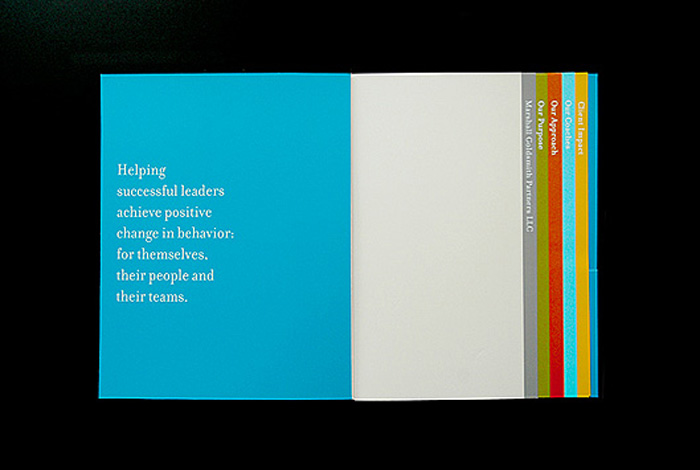 Helping
successful leaders
achieve positive
change in behavior:
for themselves,
their people and
their teams.
Marshall Goldsmith Partners LLC
Our Purpose
Our Approach
Our Coaches
Client Impact